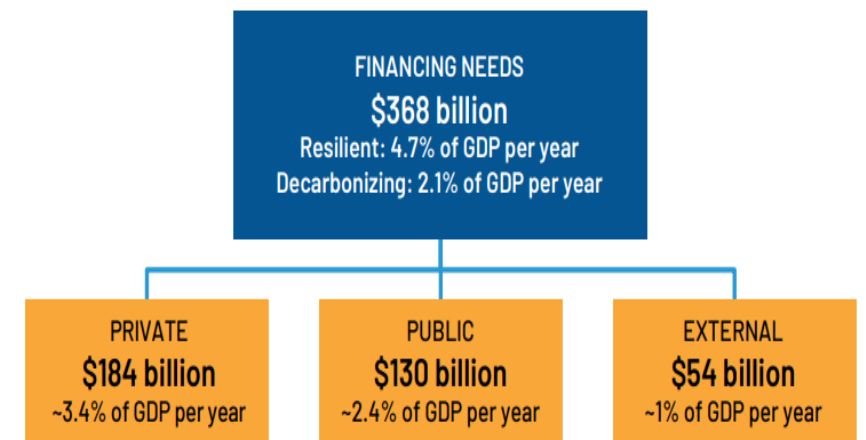 FINANCING NEEDS
$368 billion
Resilient: 4.7% of GDP per year
Decarbonizing: 2.1% of GDP per year
PRIVATE
$184 billion
~3.4% of GDP per year
PUBLIC
$130 billion
~2.4% of GDP per year
EXTERNAL
$54 billion
~1% of GDP per year